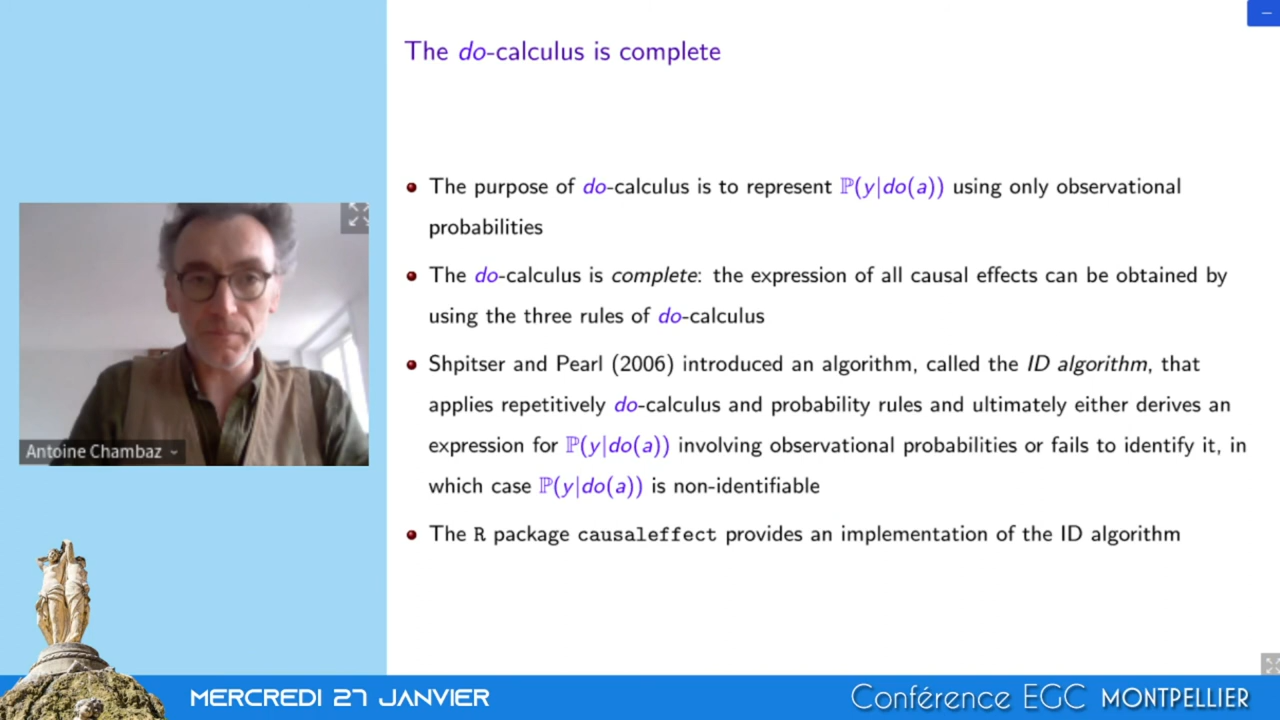 The do-calculus is complete
The purpose of do-calculus is to represent ℙ(y|do(a)) using only observational
probabilities
The do-calculus is complete: the expression of all causal effects can be obtained by
using the three rules of do-calculus
Shpitser and Pearl (2006) introduced an algorithm, called the ID algorithm, that
applies repetitively do-calculus and probability rules and ultimately either derives an
expression for ℙ(y|do(a)) involving observational probabilities or fails to identify it, in
which case ℙ(y|do(a)) is non-identifiable
The R package causaleffect provides an implementation of the ID algorithm
Antoine Chambaz
MERCREDI 27 JANVIER
Conférence EGC MONTPELLIER